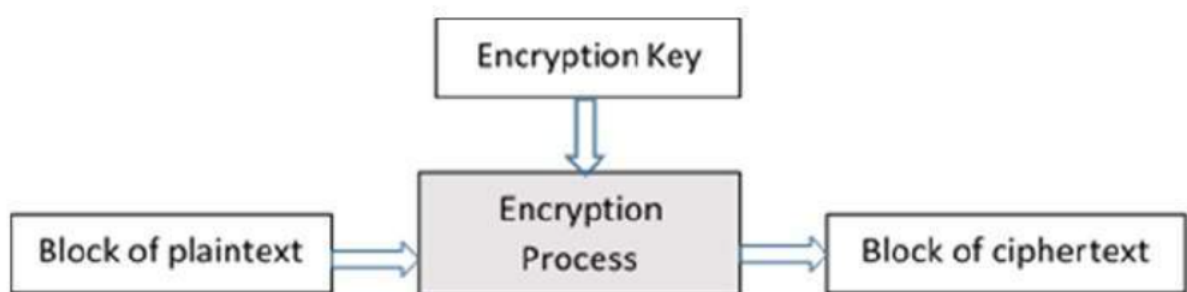 Encryption Key
Block of plaintext
Encryption
Process
Block of ciphertext